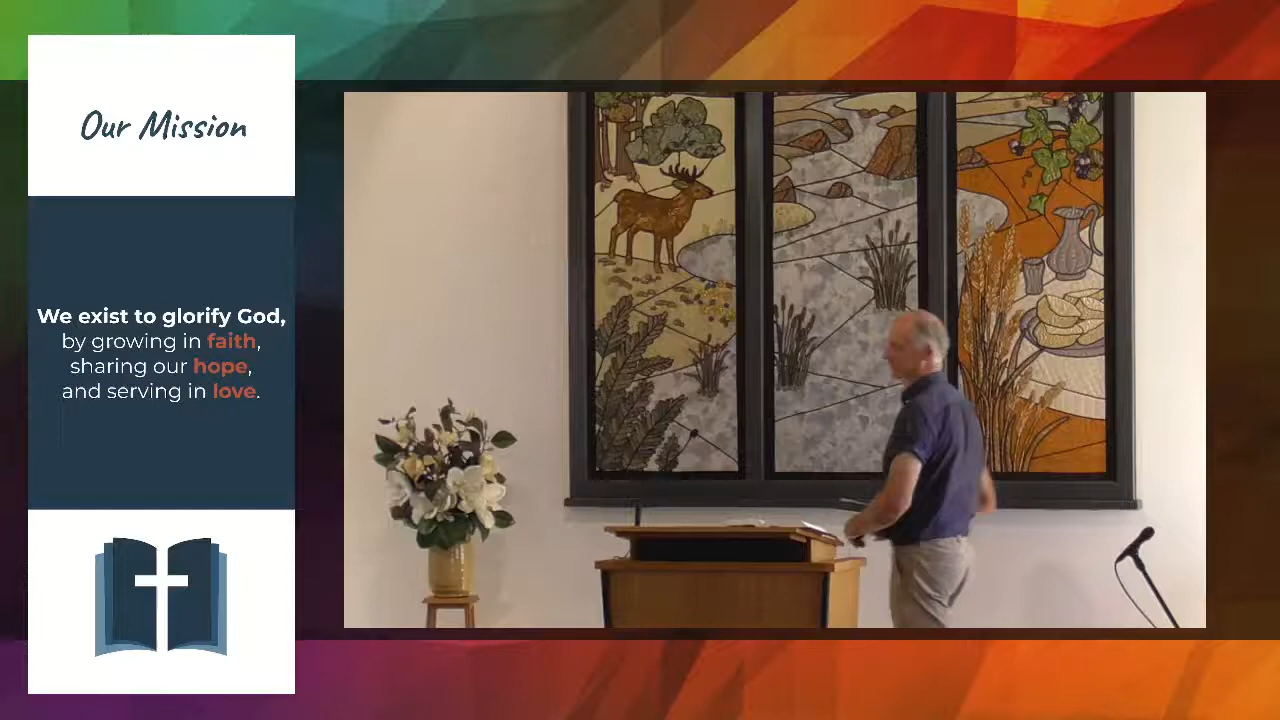 Our Mission
We exist to glorify God,
by growing in faith,
sharing our hope,
and serving in love.